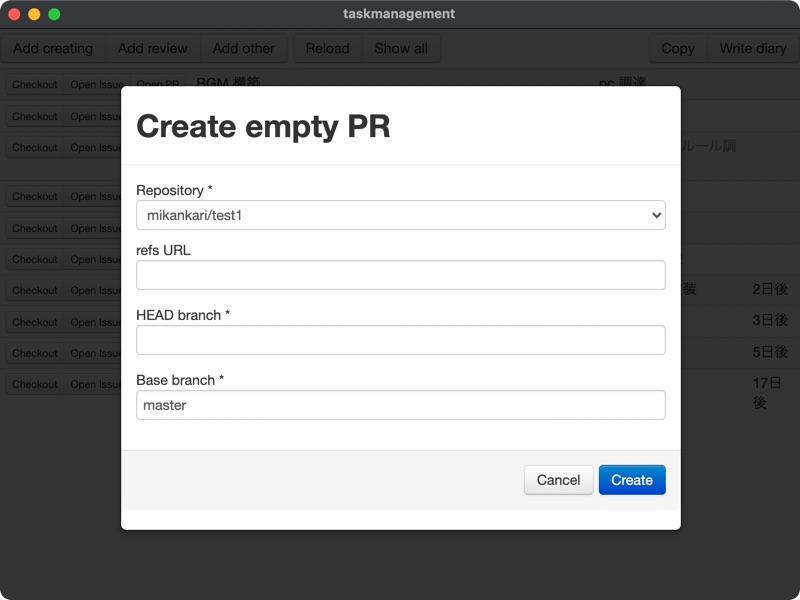 taskmanagement
Add creating Add review Add other Reload Show all Copy Write diary
Checkout Open Issue Open PR BGM 構築 pc 調達
Checkout Open Issue
Checkout Open Issue ルール調
Create empty PR
Repository *
mikankari/test1
refs URL
HEAD branch *
Base branch *
master
Cancel Create
Checkout Open Issue
Checkout Open Issue
Checkout Open Issue
Checkout Open Issue 装 2日後
Checkout Open Issue 3日後
Checkout Open Issue 5日後
Checkout Open Issue 17日
後